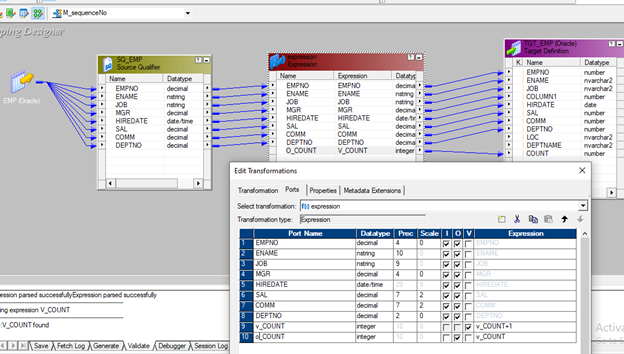 M_sequenceNo
pping Designer
EMP (Oracle)
SQ_EMP
Source Qualifier
Name Datatype
EMPNO decimal
ENAME nstring
JOB nstring
MGR decimal
HIREDATE date/time
SAL decimal
COMM decimal
DEPTNO decimal
expression
Expression
Name Expression Datatyp
EMPNO EMPNO decima
ENAME ENAME nstring
JOB JOB nstring
MGR MGR decima
HIREDATE HIREDATE date/tim
SAL SAL decima
COMM COMM decima
DEPTNO DEPTNO decima
O_COUNT V_COUNT integer
TGT_EMP (Oracle)
Target Definition
K. Name Datatype
EMPNO number
ENAME nvarchar2
JOB nvarchar2
COLUMN1 number
HIRDATE date
SAL number
COMM number
DEPTNO number
LOC nvarchar2
DEPTNAME nvarchar2
COUNT number
Edit Transformations
Transformation Ports Properties Metadata Extensions
Select transformation: f(x) expression
Transformation type: Expression
Port Name Datatype Prec Scale I O V Expression
1 EMPNO decimal 4 0 EMPNO
2 ENAME nstring 10 0 ENAME
3 JOB nstring 9 0 JOB
4 MGR decimal 4 0 MGR
5 HIREDATE date/time 29 9 HIREDATE
6 SAL decimal 7 2 SAL
7 COMM decimal 7 2 COMM
8 DEPTNO decimal 2 0 DEPTNO
9 v_COUNT integer 10 0 v_COUNT+1
10 o_COUNT integer 10 0 v_COUNT
ession parsed successfullyExpression parsed successfully
ing expression V_COUNT
:V_COUNT found
Save Fetch Log Generate Validate Debugger Session Log
Activa